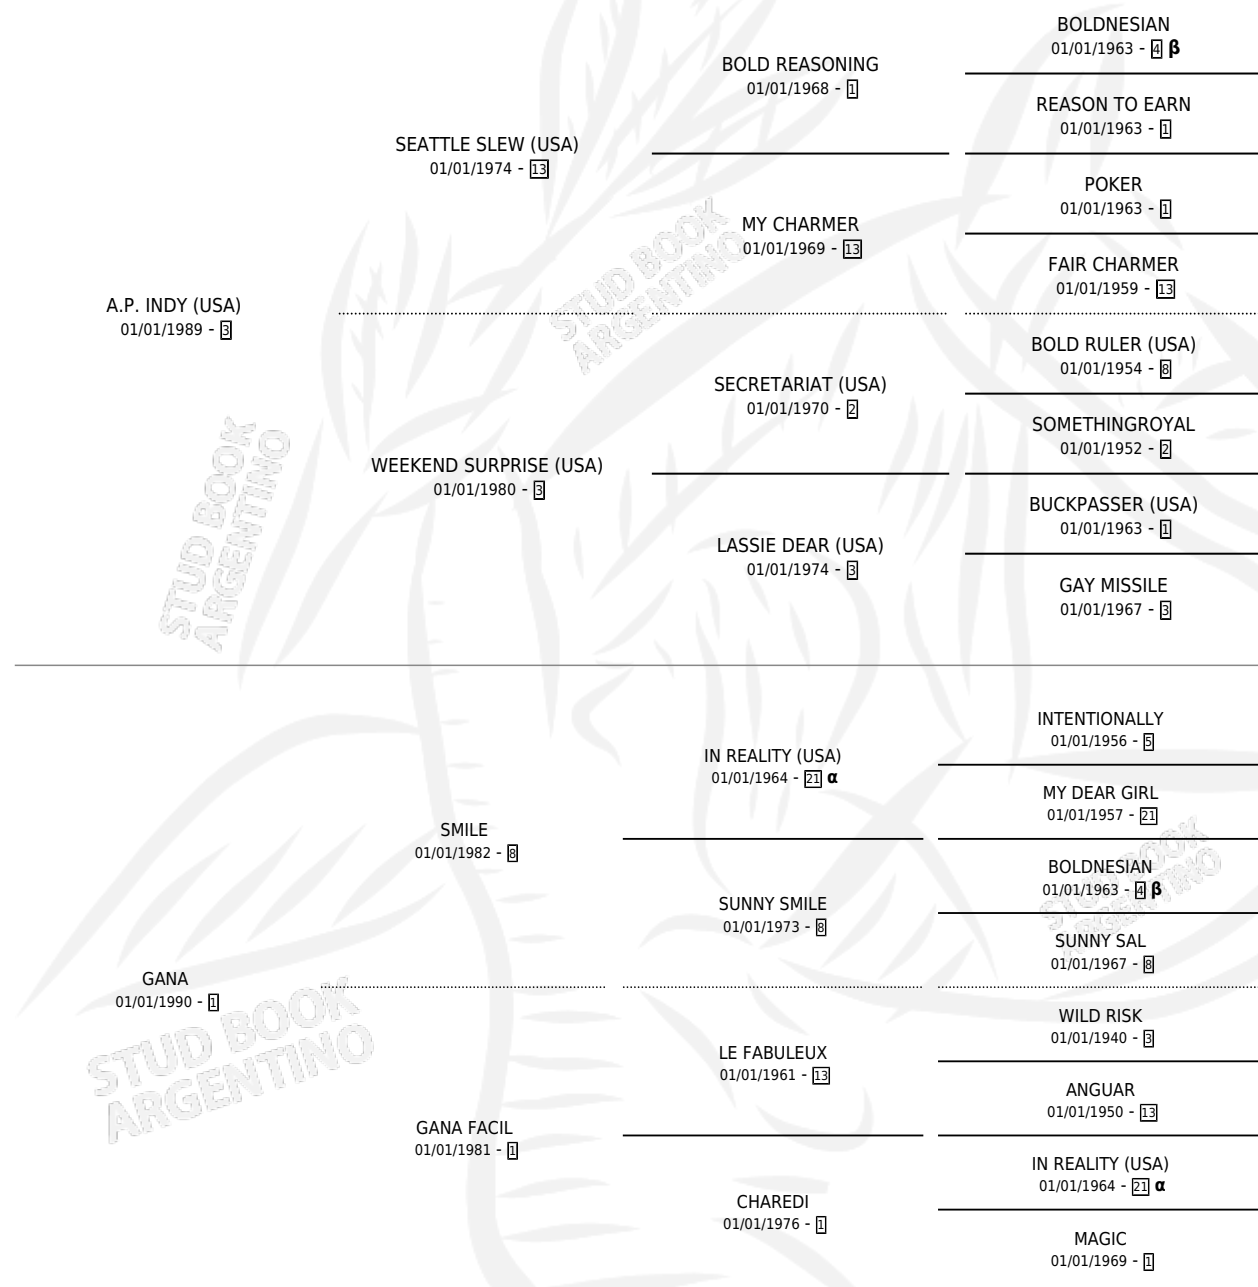 BOLDNESIAN
01/01/1963 - 4 β
BOLD REASONING
01/01/1968 - 1
REASON TO EARN
01/01/1963 - 1
SEATTLE SLEW (USA)
01/01/1974 - 13
POKER
01/01/1963 - 1
MY CHARMER
01/01/1969 - 13
FAIR CHARMER
01/01/1959 - 13
A.P. INDY (USA)
01/01/1989 - 3
BOLD RULER (USA)
01/01/1954 - 8
SECRETARIAT (USA)
01/01/1970 - 2
SOMETHINGROYAL
01/01/1952 - 2
WEEKEND SURPRISE (USA)
01/01/1980 - 3
BUCKPASSER (USA)
01/01/1963 - 1
LASSIE DEAR (USA)
01/01/1974 - 3
GAY MISSILE
01/01/1967 - 3
INTENTIONALLY
01/01/1956 - 5
IN REALITY (USA)
01/01/1964 - 21 α
MY DEAR GIRL
01/01/1957 - 21
SMILE
01/01/1982 - 8
BOLDNESIAN
01/01/1963 - 4 β
SUNNY SMILE
01/01/1973 - 8
SUNNY SAL
01/01/1967 - 8
GANA
01/01/1990 - 1
WILD RISK
01/01/1940 - 3
LE FABULEUX
01/01/1961 - 13
ANGUAR
01/01/1950 - 13
GANA FACIL
01/01/1981 - 1
IN REALITY (USA)
01/01/1964 - 21 α
CHAREDI
01/01/1976 - 1
MAGIC
01/01/1969 - 1
STUD BOOK
ARGENTINO
STUD BOOK
ARGENTINO
STUD BOOK
ARGENTINO
STUD BOOK
ARGENTINO